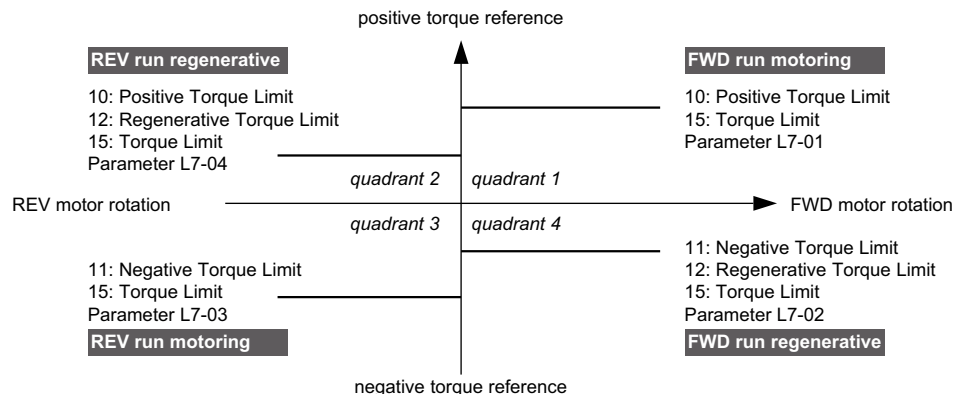 positive torque reference
REV run regenerative
10: Positive Torque Limit
12: Regenerative Torque Limit
15: Torque Limit
Parameter L7-04
FWD run motoring
10: Positive Torque Limit
15: Torque Limit
Parameter L7-01
quadrant 2
quadrant 1
REV motor rotation
FWD motor rotation
quadrant 3
quadrant 4
11: Negative Torque Limit
15: Torque Limit
Parameter L7-03
REV run motoring
11: Negative Torque Limit
12: Regenerative Torque Limit
15: Torque Limit
Parameter L7-02
FWD run regenerative
negative torque reference